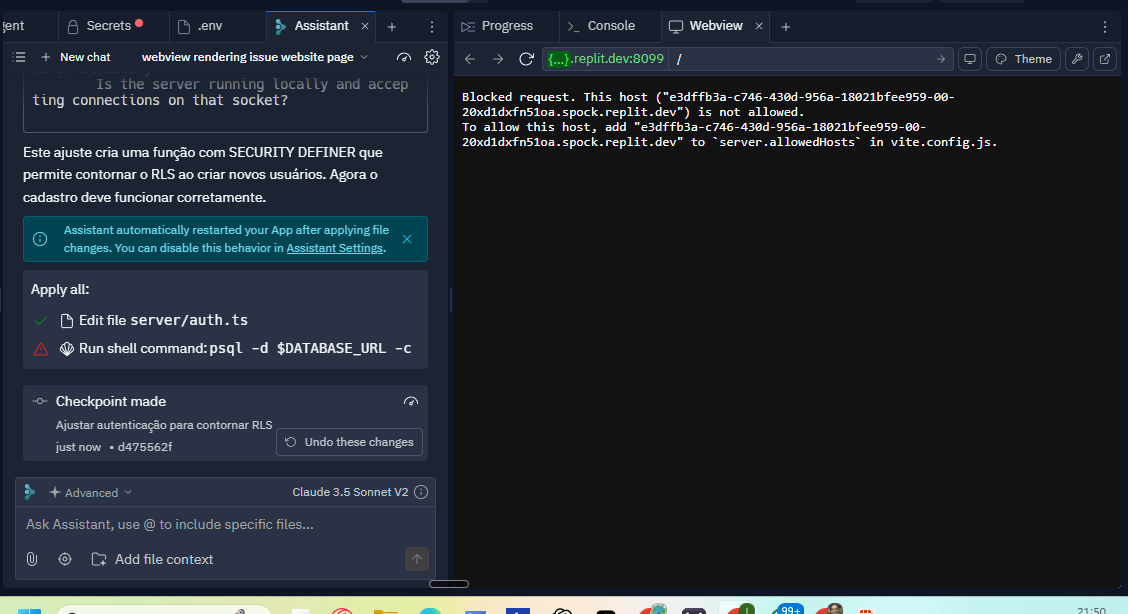 gent
Secrets
.env
Assistant
Progress
Console
Webview
New chat
webview rendering issue website page
{...}.replit.dev:8099
/
Theme
Is the server running locally and accep
ting connections on that socket?
Este ajuste cria uma função com SECURITY DEFINER que
permite contornar o RLS ao criar novos usuários. Agora o
cadastro deve funcionar corretamente.
Assistant automatically restarted your App after applying file
changes. You can disable this behavior in Assistant Settings.
Apply all:
Edit file server/auth.ts
Run shell command: psql -d $DATABASE_URL -c
Checkpoint made
Ajustar autenticação para contornar RLS
just now • d475562f
Undo these changes
Advanced
Claude 3.5 Sonnet V2
Ask Assistant, use @ to include specific files...
Add file context
Blocked request. This host ("e3dffb3a-c746-430d-956a-18021bfee959-00-
20xd1dxfn51oa.spock.replit.dev") is not allowed.
To allow this host, add "e3dffb3a-c746-430d-956a-18021bfee959-00-
20xd1dxfn51oa.spock.replit.dev" to `server.allowedHosts` in vite.config.js.
99+
21:50